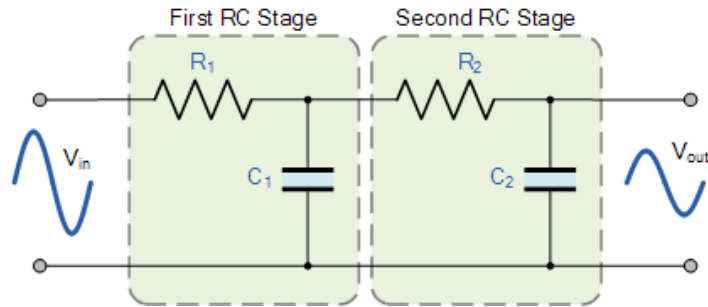 First RC Stage
Second RC Stage
R1
R2
Vin
C1
C2
Vout